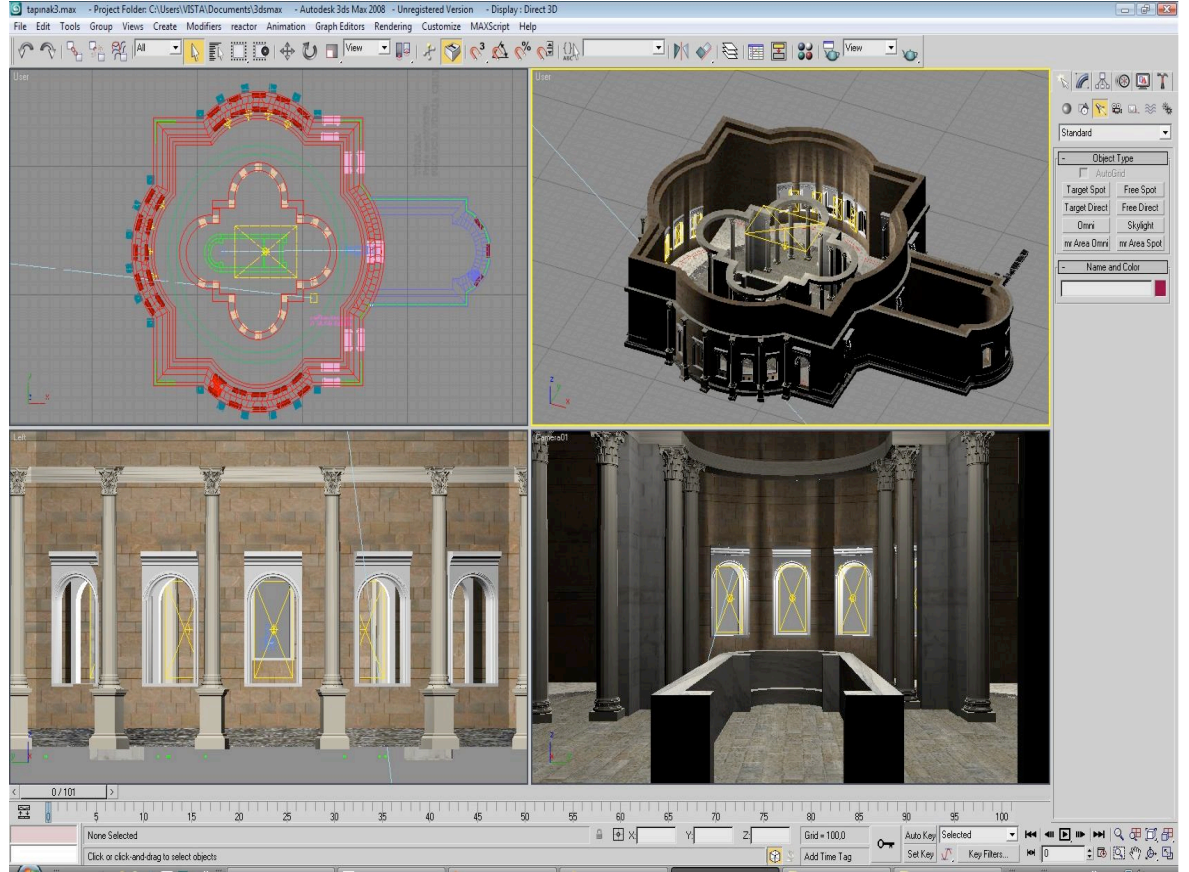 tapınak3.max - Project Folder: C:\Users\VISTA\Documents\3dsmax - Autodesk 3ds Max 2008 - Unregistered Version - Display : Direct 3D
File Edit Tools Group Views Create Modifiers reactor Animation Graph Editors Rendering Customize MAXScript Help
All View View
User User
Standard
- Object Type
AutoGrid
Target Spot Free Spot
Target Direct Free Direct
Omni Skylight
mr Area Omni mr Area Spot
- Name and Color
Left Camera01
< 0 / 101 >
0 5 10 15 20 25 30 35 40 45 50 55 60 65 70 75 80 85 90 95 100
None Selected X: Y: Z: Grid = 100,0 Auto Key Selected
Click or click-and-drag to select objects Add Time Tag Set Key Key Filters... 0